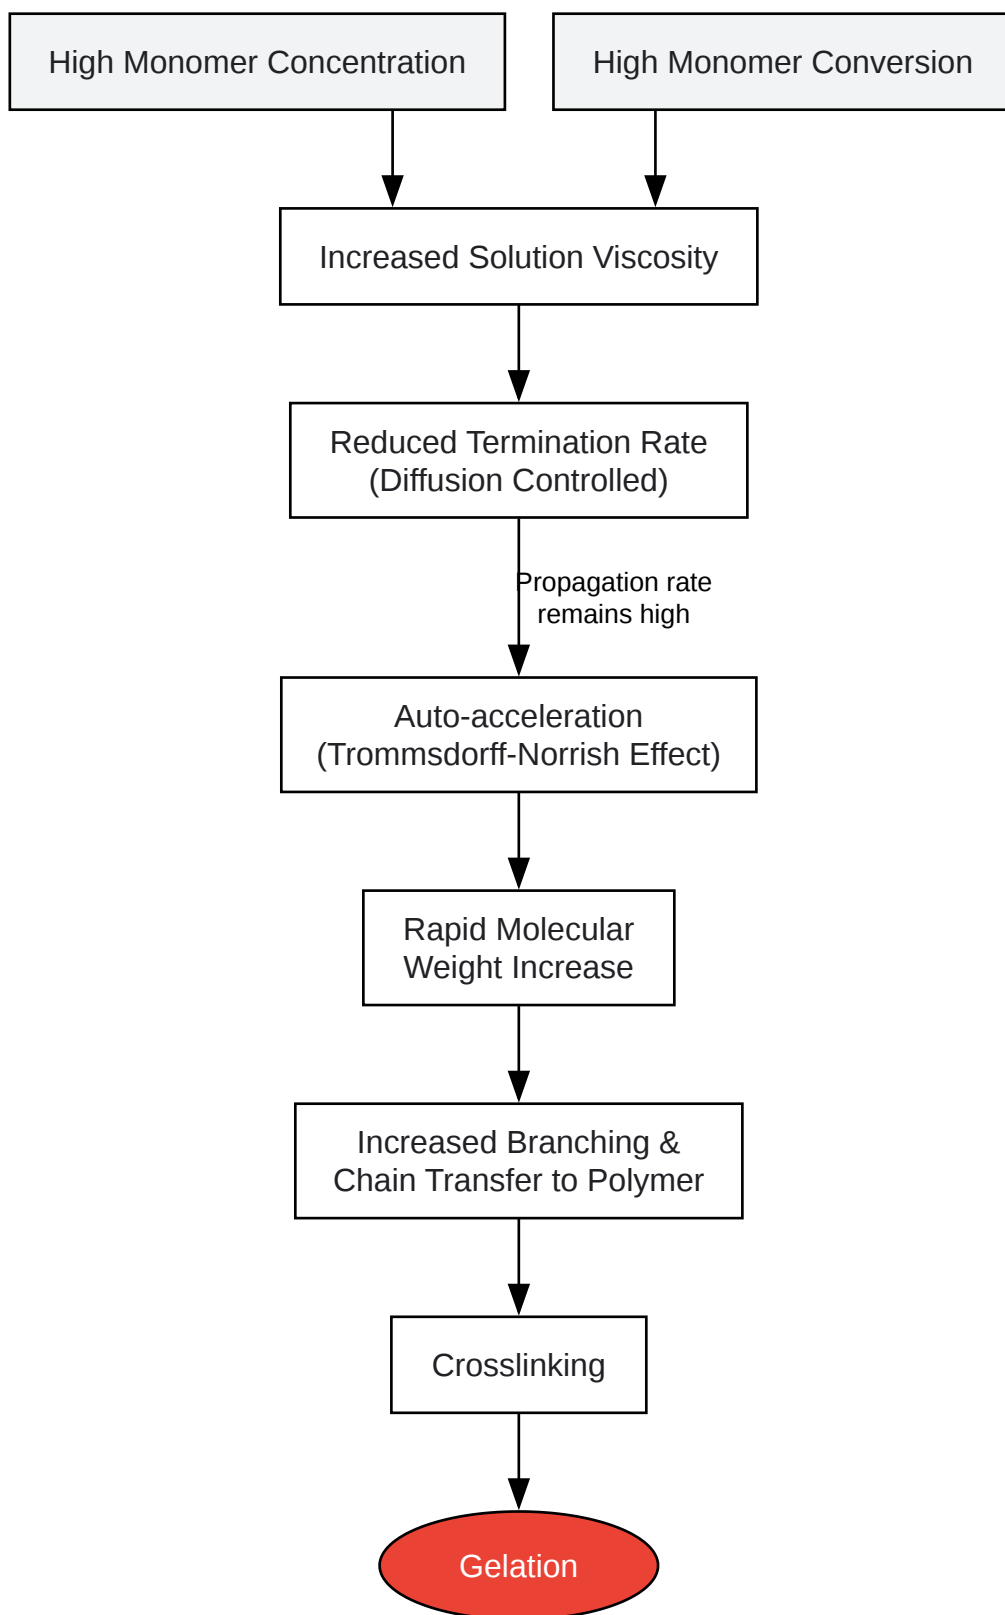 High Monomer Concentration
High Monomer Conversion
Increased Solution Viscosity
Reduced Termination Rate
(Diffusion Controlled)
Propagation rate
remains high
Auto-acceleration
(Trommsdorff-Norrish Effect)
Rapid Molecular
Weight Increase
Increased Branching &
Chain Transfer to Polymer
Crosslinking
Gelation